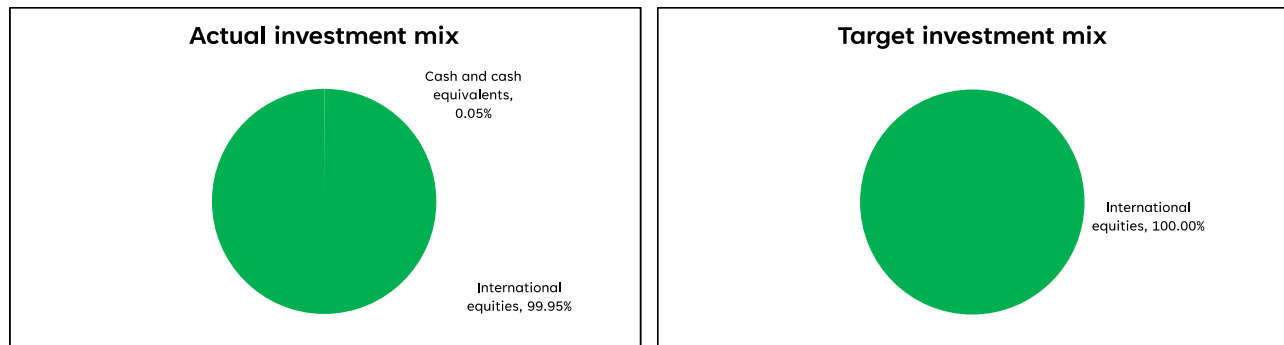 Actual investment mix
Cash and cash
equivalents,
0.05%
International
equities, 99.95%
Target investment mix
International
equities, 100.00%